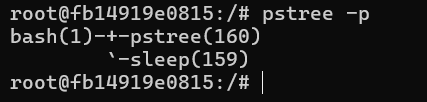 root@fb14919e0815:/# pstree -p
bash(1)-+-pstree(160)
        `-sleep(159)
root@fb14919e0815:/#